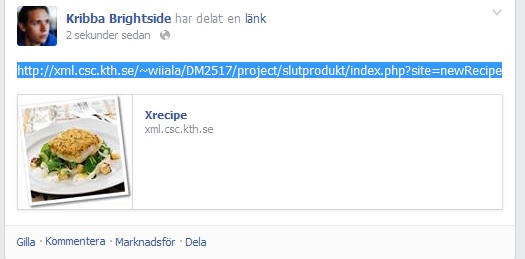 Kribba Brightside har delat en länk
2 sekunder sedan
http://xml.csc.kth.se/~wiiala/DM2517/project/slutprodukt/index.php?site=newRecipe
Xrecipe
xml.csc.kth.se
Gilla · Kommentera · Marknadsför · Dela